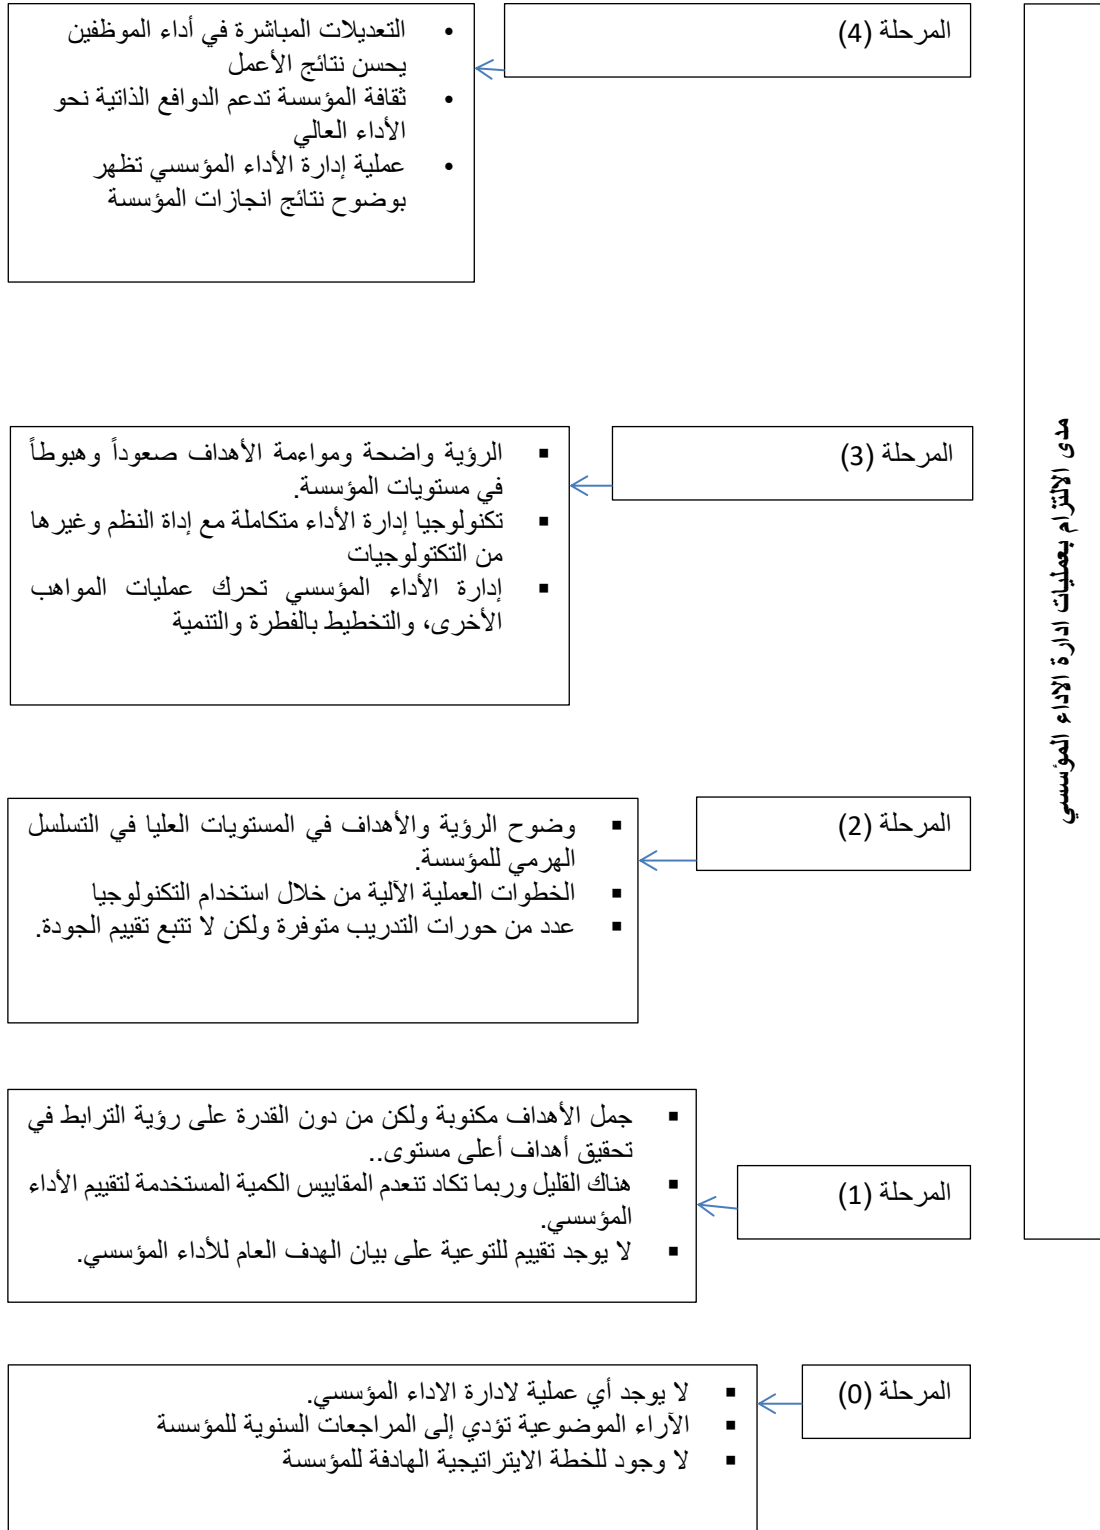 مدى الالتزام بعمليات ادارة الاداء المؤسسي
المرحلة (4)
• التعديلات المباشرة في أداء الموظفين
يحسن نتائج الأعمل
• ثقافة المؤسسة تدعم الدوافع الذاتية نحو
الأداء العالي
• عملية إدارة الأداء المؤسسي تظهر
بوضوح نتائج انجازات المؤسسة
المرحلة (3)
▪ الرؤية واضحة ومواءمة الأهداف صعوداً وهبوطاً
في مستويات المؤسسة.
▪ تكنولوجيا إدارة الأداء متكاملة مع إداة النظم وغيرها
من التكتولوجيات
▪ إدارة الأداء المؤسسي تحرك عمليات المواهب
الأخرى، والتخطيط بالفطرة والتنمية
المرحلة (2)
▪ وضوح الرؤية والأهداف في المستويات العليا في التسلسل
الهرمي للمؤسسة.
▪ الخطوات العملية الآلية من خلال استخدام التكنولوجيا
▪ عدد من حورات التدريب متوفرة ولكن لا تتبع تقييم الجودة.
المرحلة (1)
▪ جمل الأهداف مكنوبة ولكن من دون القدرة على رؤية الترابط في
تحقيق أهداف أعلى مستوى..
▪ هناك القليل وربما تكاد تنعدم المقاييس الكمية المستخدمة لتقييم الأداء
المؤسسي.
▪ لا يوجد تقييم للتوعية على بيان الهدف العام للأداء المؤسسي.
المرحلة (0)
▪ لا يوجد أي عملية لادارة الاداء المؤسسي.
▪ الآراء الموضوعية تؤدي إلى المراجعات السنوية للمؤسسة
▪ لا وجود للخطة الايتراتيجية الهادفة للمؤسسة